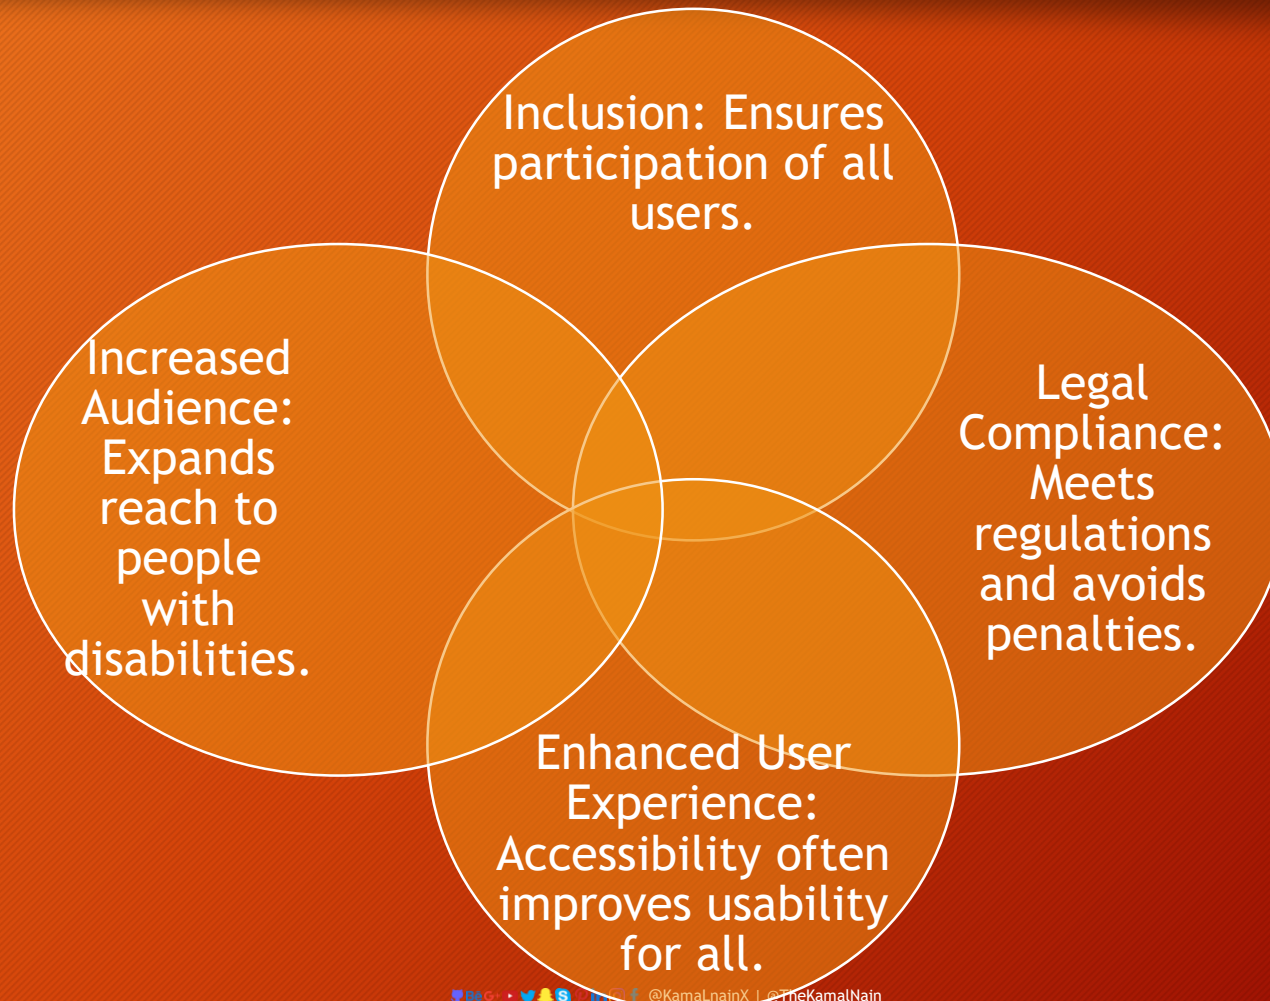 Inclusion: Ensures
participation of all
users.
Increased
Audience:
Expands
reach to
people
with
disabilities.
Legal
Compliance:
Meets
regulations
and avoids
penalties.
Enhanced User
Experience:
Accessibility often
improves usability
for all.
@KamaLnainX | @TheKamalNain